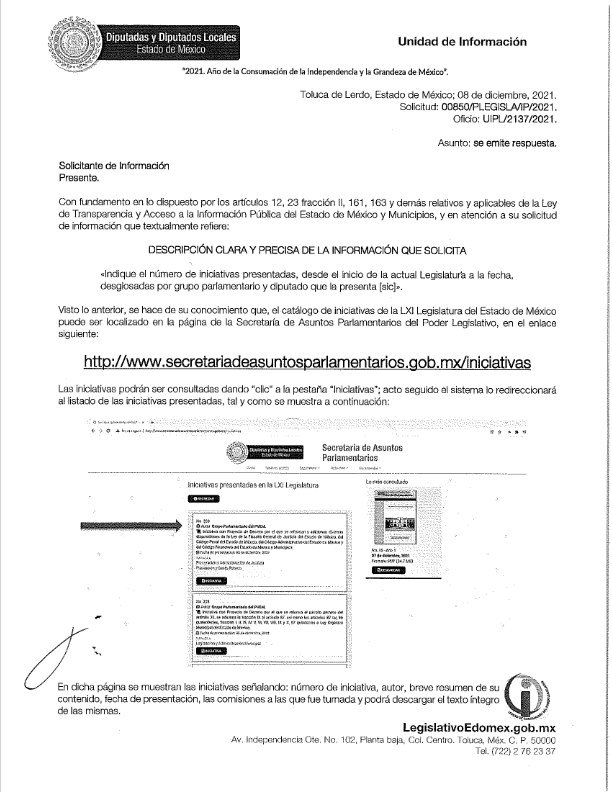 Diputadas y Diputados Locales
Estado de México
Unidad de Información
"2021. Año de la Consumación de la Independencia y la Grandeza de México".
Toluca de Lerdo, Estado de México; 08 de diciembre, 2021.
Solicitud: 00850/PLEGISLA/IP/2021.
Oficio: UIPL/2137/2021.
Asunto: se emite respuesta.
Solicitante de Información
Presente.
Con fundamento en lo dispuesto por los artículos 12, 23 fracción II, 161, 163 y demás relativos y aplicables de la Ley
de Transparencia y Acceso a la Información Pública del Estado de México y Municipios, y en atención a su solicitud
de información que textualmente refiere:
DESCRIPCIÓN CLARA Y PRECISA DE LA INFORMACIÓN QUE SOLICITA
«Indique el número de iniciativas presentadas, desde el inicio de la actual Legislatura a la fecha,
desglosadas por grupo parlamentario y diputado que la presenta [sic]».
Visto lo anterior, se hace de su conocimiento que, el catálogo de iniciativas de la LXI Legislatura del Estado de México
puede ser localizado en la página de la Secretaría de Asuntos Parlamentarios del Poder Legislativo, en el enlace
siguiente:
http://www.secretariadeasuntosparlamentarios.gob.mx/iniciativas
Las iniciativas podrán ser consultadas dando "clic" a la pestaña "Iniciativas"; acto seguido el sistema lo redireccionará
al listado de las iniciativas presentadas, tal y como se muestra a continuación:
Diputadas y Diputados Locales
Estado de México
Secretaría de Asuntos
Parlamentarios
Iniciativas presentadas en la LXI Legislatura
Lo más consultado
En dicha página se muestran las iniciativas señalando: número de iniciativa, autor, breve resumen de su
contenido, fecha de presentación, las comisiones a las que fue turnada y podrá descargar el texto íntegro
de las mismas.
LegislativoEdomex.gob.mx
Av. Independencia Ote. No. 102, Planta baja, Col. Centro. Toluca, Méx. C. P. 50000
Tel. (722) 2 76 23 37